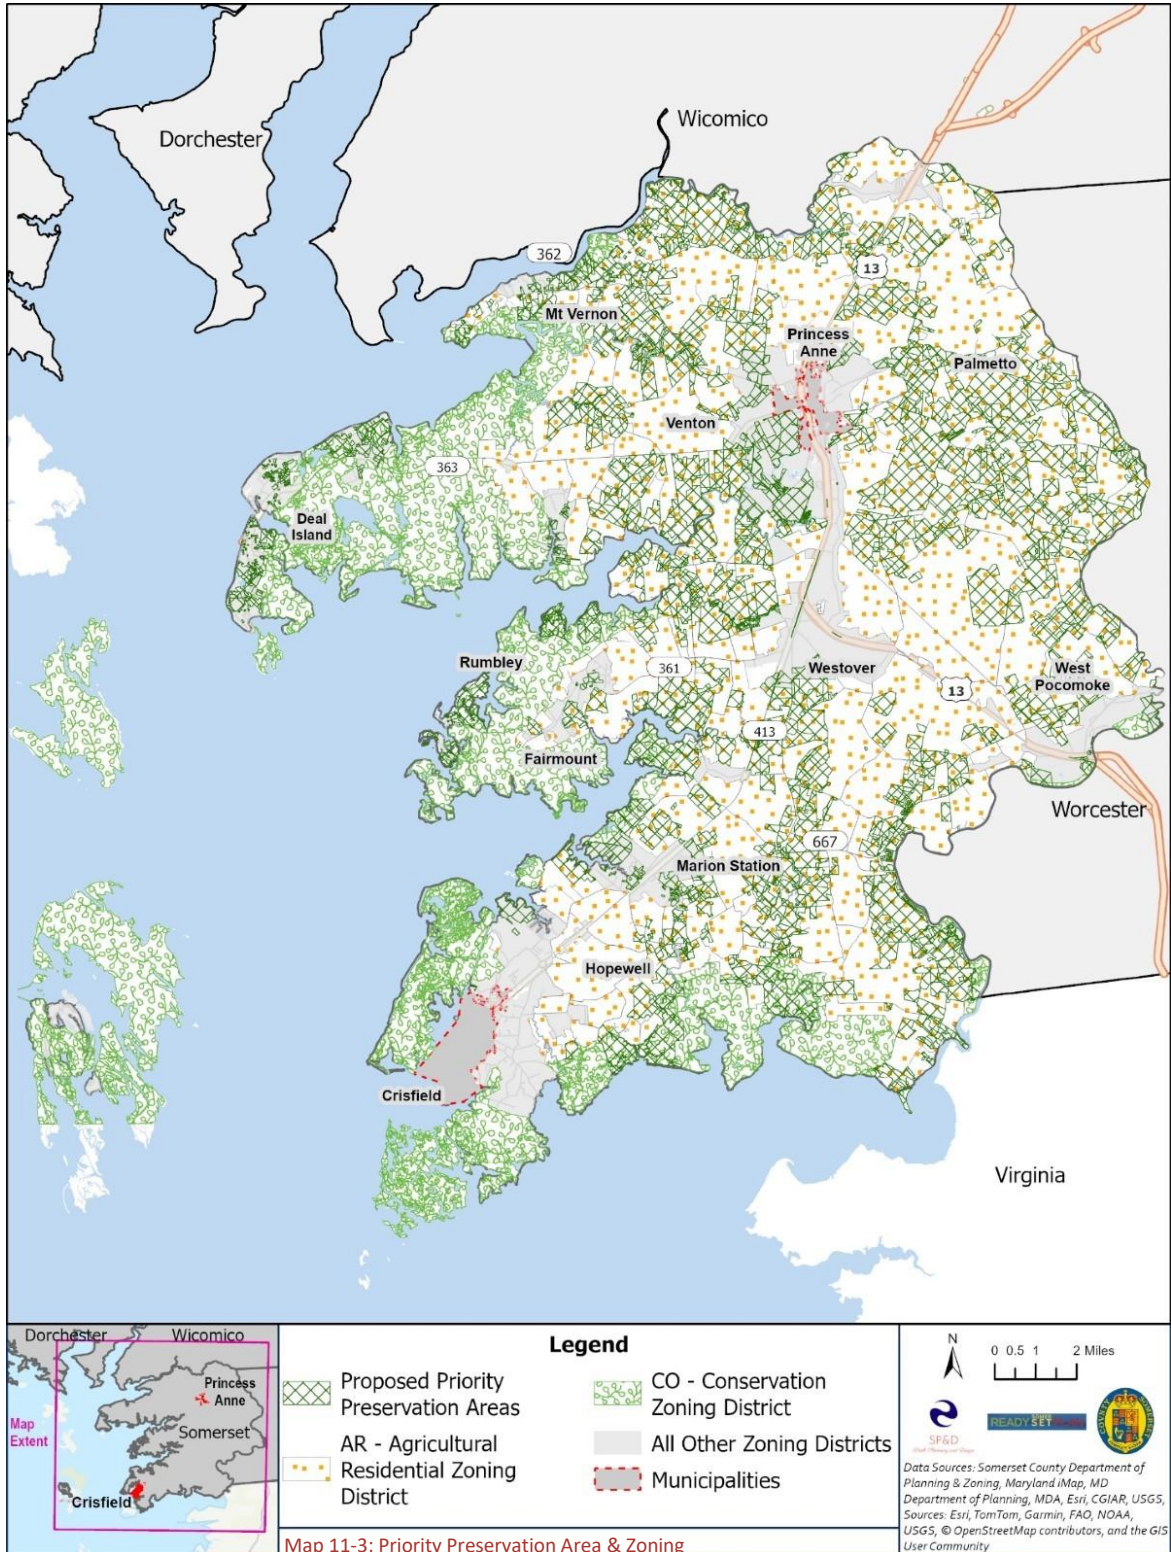 Wicomico
Dorchester
362
13
Mt Vernon
Princess
Anne
Palmetto
Venton
363
Deal
Island
Rumbley
361
Westover
West
Pocomoke
13
413
Fairmount
Worcester
667
Marion Station
Hopewell
Crisfield
Virginia
Dorchester
Wicomico
Princess
Anne
Map
Extent
Somerset
Crisfield
Legend
Proposed Priority
Preservation Areas
AR - Agricultural
Residential Zoning
District
CO - Conservation
Zoning District
All Other Zoning Districts
Municipalities
Map 11-3: Priority Preservation Area & Zoning
N
0 0.5 1 2 Miles
SP&D
READY SET
Data Sources: Somerset County Department of
Planning & Zoning, Maryland iMap, MD
Department of Planning, MDA, Esri, CGIAR, USGS,
Sources: Esri, TomTom, Garmin, FAO, NOAA,
USGS, © OpenStreetMap contributors, and the GIS
User Community